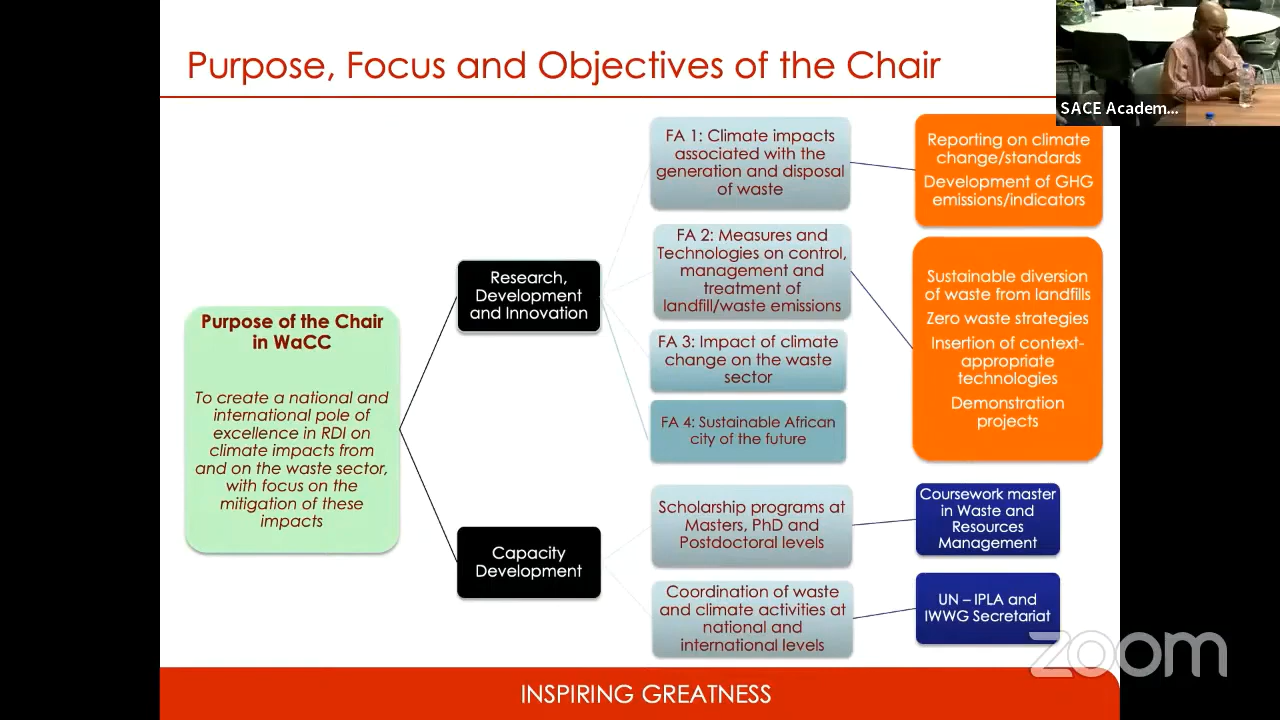 Purpose, Focus and Objectives of the Chair
SACE Academ...
Purpose of the Chair
in WaCC
To create a national and
international pole of
excellence in RDI on
climate impacts from
and on the waste sector,
with focus on the
mitigation of these
impacts
Research,
Development
and Innovation
Capacity
Development
FA 1: Climate impacts
associated with the
generation and disposal
of waste
FA 2: Measures and
Technologies on control,
management and
treatment of
landfill/waste emissions
FA 3: Impact of climate
change on the waste
sector
FA 4: Sustainable African
city of the future
Scholarship programs at
Masters, PhD and
Postdoctoral levels
Coordination of waste
and climate activities at
national and
international levels
Reporting on climate
change/standards
Development of GHG
emissions/indicators
Sustainable diversion
of waste from landfills
Zero waste strategies
Insertion of context-
appropriate
technologies
Demonstration
projects
Coursework master
in Waste and
Resources
Management
UN – IPLA and
IWWG Secretariat
zoom
INSPIRING GREATNESS